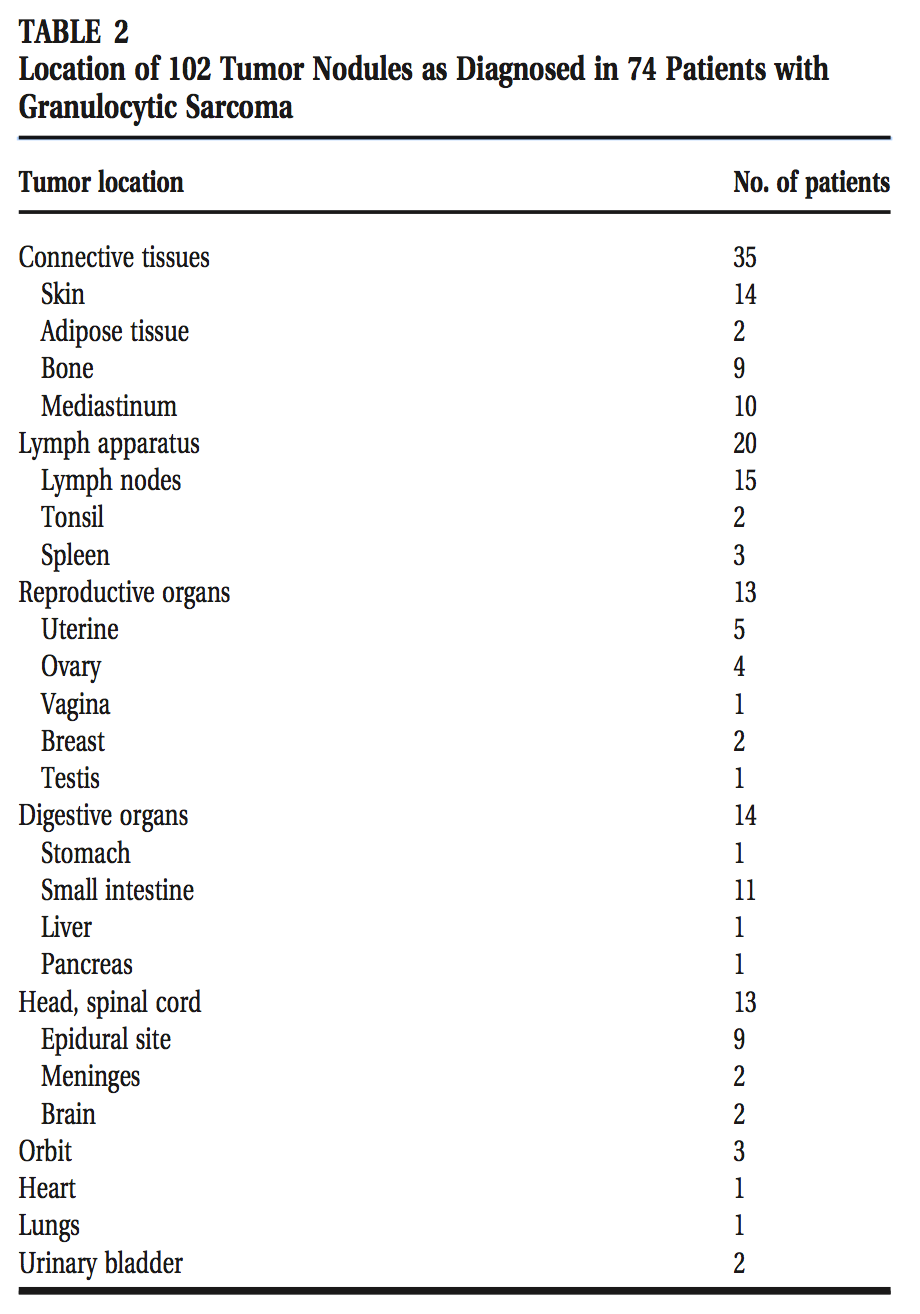 TABLE 2
Location of 102 Tumor Nodules as Diagnosed in 74 Patients with
Granulocytic Sarcoma
Tumor location No. of patients
Connective tissues 35
Skin 14
Adipose tissue 2
Bone 9
Mediastinum 10
Lymph apparatus 20
Lymph nodes 15
Tonsil 2
Spleen 3
Reproductive organs 13
Uterine 5
Ovary 4
Vagina 1
Breast 2
Testis 1
Digestive organs 14
Stomach 1
Small intestine 11
Liver 1
Pancreas 1
Head, spinal cord 13
Epidural site 9
Meninges 2
Brain 2
Orbit 3
Heart 1
Lungs 1
Urinary bladder 2